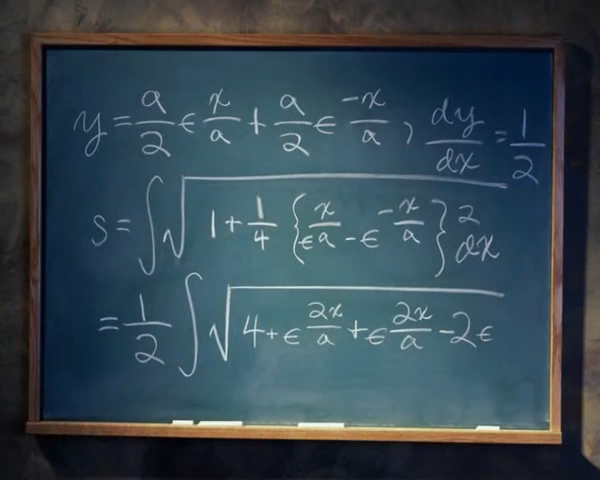 y = a/2 ϵ x/a + a/2 ϵ -x/a , dy/dx = 1/2
s = ∫ √ 1 + 1/4 { ϵ x/a - ϵ - x/a } 2 dx
= 1/2 ∫ √ 4 + ϵ 2x/a + ϵ 2x/a - 2 ϵ